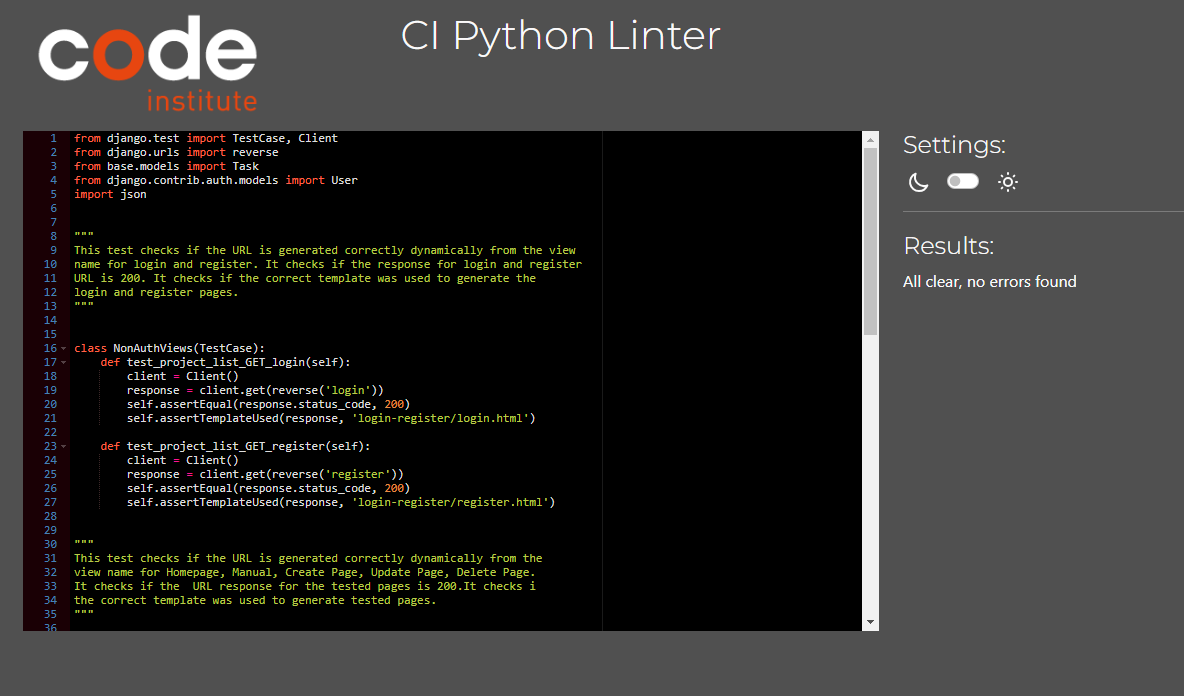 code
institute
CI Python Linter
1 from django.test import TestCase, Client
2 from django.urls import reverse
3 from base.models import Task
4 from django.contrib.auth.models import User
5 import json
6
7
8 """
9 This test checks if the URL is generated correctly dynamically from the view
10 name for login and register. It checks if the response for login and register
11 URL is 200. It checks if the correct template was used to generate the
12 login and register pages.
13 """
14
15
16 class NonAuthViews(TestCase):
17     def test_project_list_GET_login(self):
18         client = Client()
19         response = client.get(reverse('login'))
20         self.assertEqual(response.status_code, 200)
21         self.assertTemplateUsed(response, 'login-register/login.html')
22
23     def test_project_list_GET_register(self):
24         client = Client()
25         response = client.get(reverse('register'))
26         self.assertEqual(response.status_code, 200)
27         self.assertTemplateUsed(response, 'login-register/register.html')
28
29
30 """
31 This test checks if the URL is generated correctly dynamically from the
32 view name for Homepage, Manual, Create Page, Update Page, Delete Page.
33 It checks if the  URL response for the tested pages is 200.It checks i
34 the correct template was used to generate tested pages.
35 """
36
Settings:
Results:
All clear, no errors found